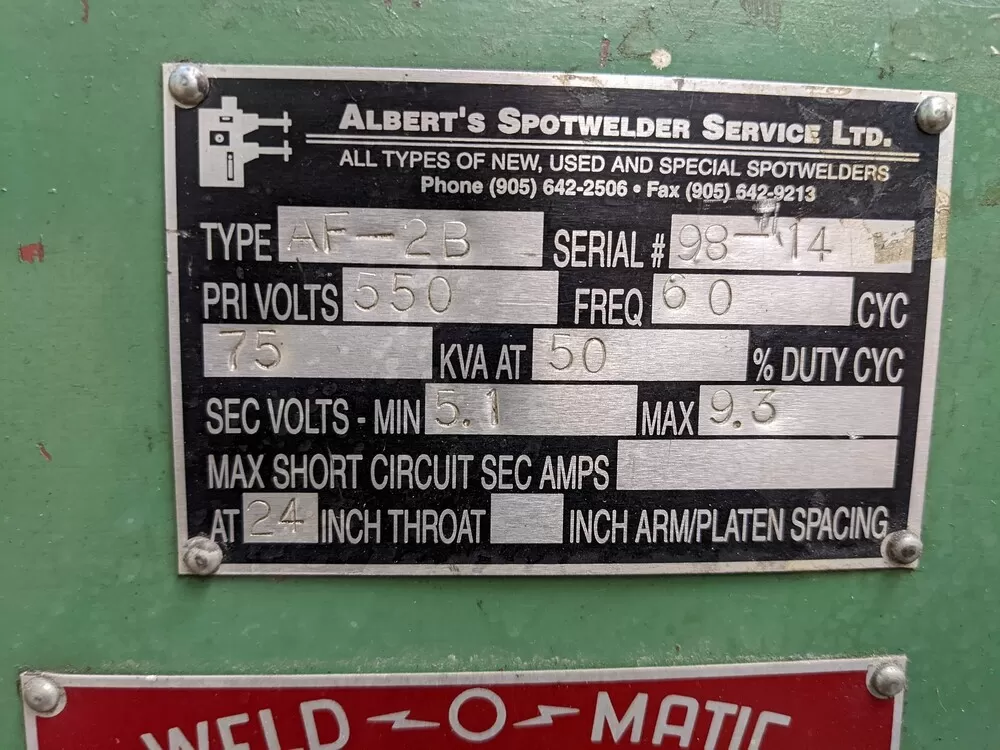 ALBERT'S SPOTWELDER SERVICE LTD.
ALL TYPES OF NEW, USED AND SPECIAL SPOTWELDERS
Phone (905) 642-2506 • Fax (905) 642-9213
TYPE AF-2B SERIAL # 98-14
PRI VOLTS 550 FREQ 60 CYC
75 KVA AT 50 % DUTY CYC
SEC VOLTS - MIN 5.1 MAX 9.3
MAX SHORT CIRCUIT SEC AMPS
AT 24 INCH THROAT INCH ARM/PLATEN SPACING
WELD-O-MATIC